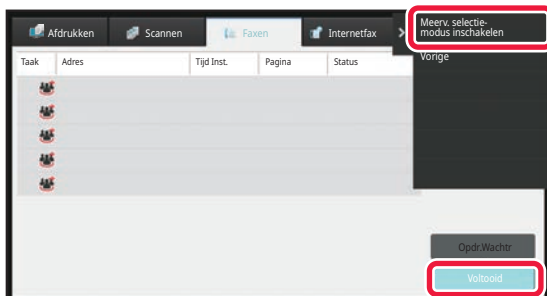 Afdrukken
Scannen
Faxen
Internetfax
Meerv. selectie-
modus inschakelen
Vorige
Taak
Adres
Tijd Inst.
Pagina
Status
Opdr.Wachtr
Voltooid